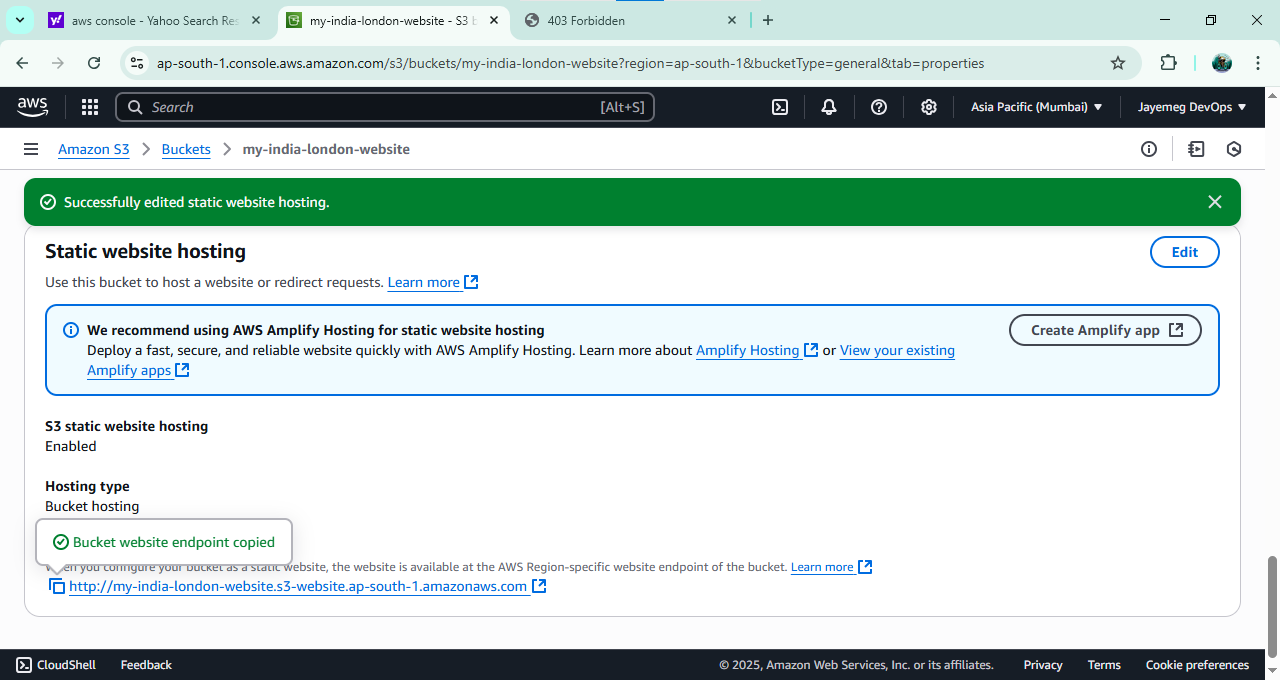 aws console - Yahoo Search Res
my-india-london-website - S3 b
403 Forbidden
ap-south-1.console.aws.amazon.com/s3/buckets/my-india-london-website?region=ap-south-1&bucketType=general&tab=properties
aws
Search
[Alt+S]
Asia Pacific (Mumbai)
Jayemeg DevOps
Amazon S3
Buckets
my-india-london-website
Successfully edited static website hosting.
Static website hosting
Edit
Use this bucket to host a website or redirect requests. Learn more
We recommend using AWS Amplify Hosting for static website hosting
Create Amplify app
Deploy a fast, secure, and reliable website quickly with AWS Amplify Hosting. Learn more about Amplify Hosting or View your existing
Amplify apps
S3 static website hosting
Enabled
Hosting type
Bucket hosting
Bucket website endpoint copied
When you configure your bucket as a static website, the website is available at the AWS Region-specific website endpoint of the bucket. Learn more
http://my-india-london-website.s3-website.ap-south-1.amazonaws.com
CloudShell
Feedback
© 2025, Amazon Web Services, Inc. or its affiliates.
Privacy
Terms
Cookie preferences